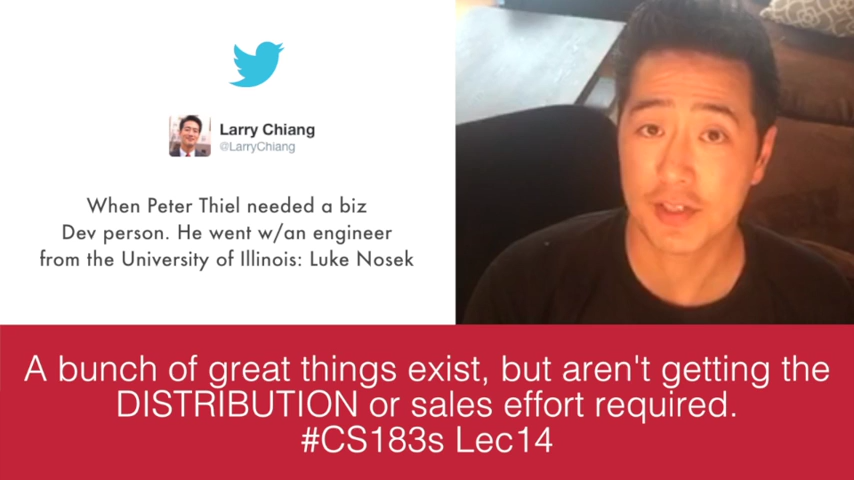 Larry Chiang
@LarryChiang
When Peter Thiel needed a biz
Dev person. He went w/an engineer
from the University of Illinois: Luke Nosek
A bunch of great things exist, but aren't getting the
DISTRIBUTION or sales effort required.
#CS183s Lec14